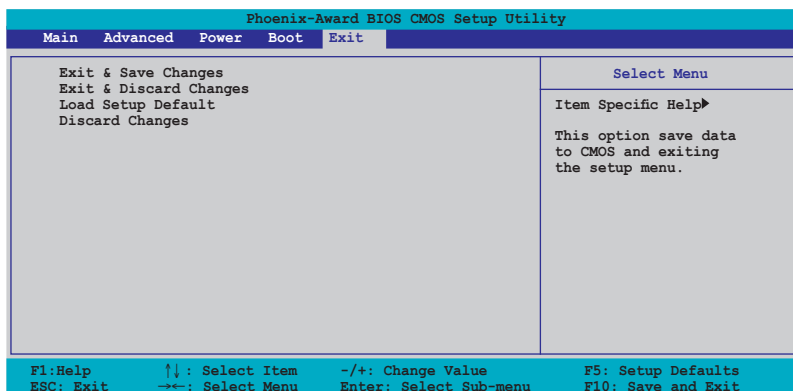 Phoenix-Award BIOS CMOS Setup Utility
Main Advanced Power Boot Exit
Exit & Save Changes
Exit & Discard Changes
Load Setup Default
Discard Changes
Select Menu
Item Specific Help▶
This option save data
to CMOS and exiting
the setup menu.
F1:Help ↑↓: Select Item -/+: Change Value F5: Setup Defaults
ESC: Exit →←: Select Menu Enter: Select Sub-menu F10: Save and Exit